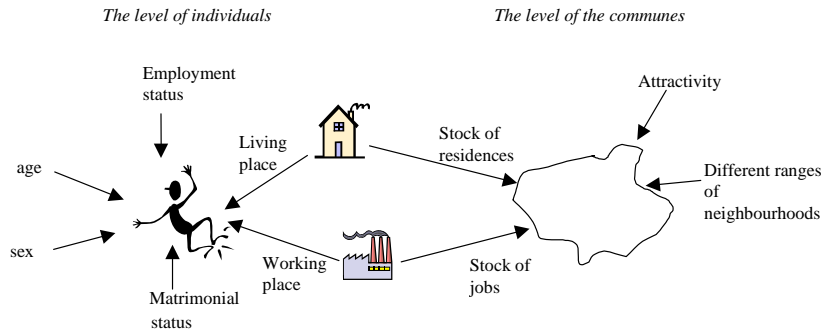 The level of individuals
The level of the communes
Employment
status
Attractivity
Living
place
Stock of
residences
age
Different ranges
of
neighbourhoods
sex
Working
place
Stock of
jobs
Matrimonial
status